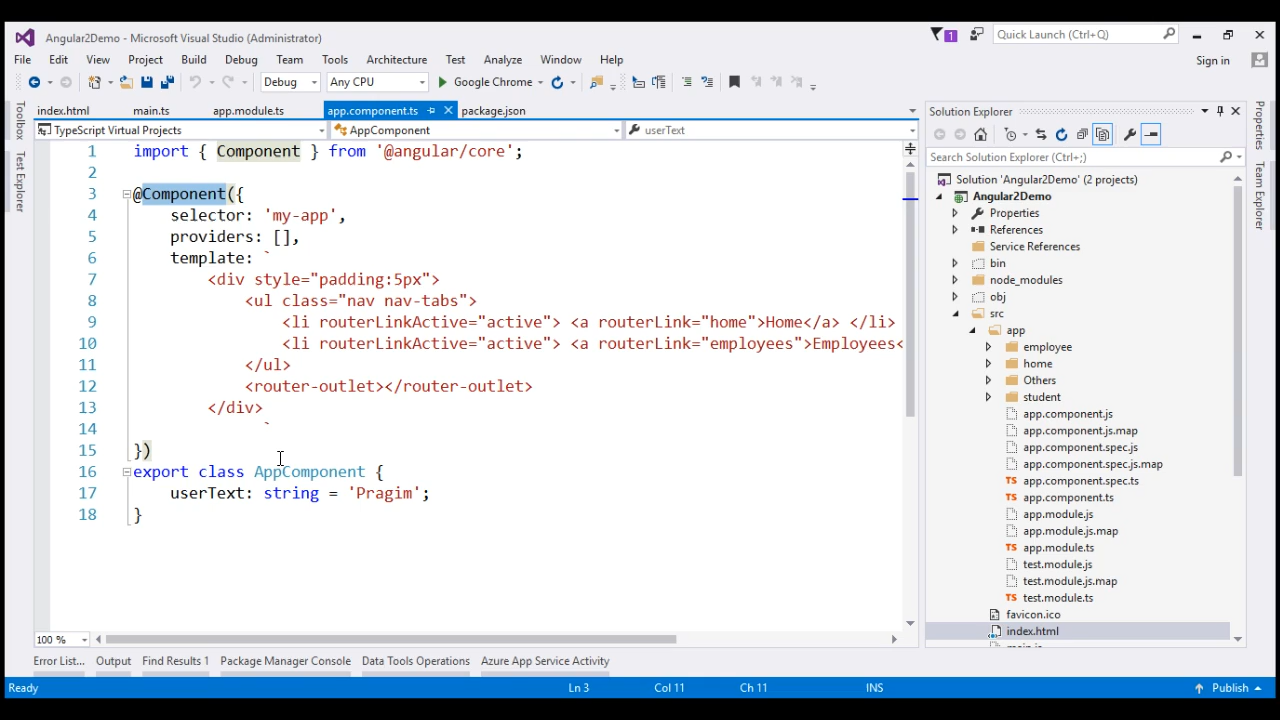 Angular2Demo - Microsoft Visual Studio (Administrator)
1
Quick Launch (Ctrl+Q)
File Edit View Project Build Debug Team Tools Architecture Test Analyze Window Help
Sign in
Debug Any CPU Google Chrome
index.html main.ts app.module.ts app.component.ts package.json
TypeScript Virtual Projects AppComponent userText
Toolbox
Test Explorer
1 import { Component } from '@angular/core';
2
3 @Component({
4 selector: 'my-app',
5 providers: [],
6 template: `
7 <div style="padding:5px">
8 <ul class="nav nav-tabs">
9 <li routerLinkActive="active"> <a routerLink="home">Home</a> </li>
10 <li routerLinkActive="active"> <a routerLink="employees">Employees<
11 </ul>
12 <router-outlet></router-outlet>
13 </div>
14 `
15 })
16 export class AppComponent {
17 userText: string = 'Pragim';
18 }
100 %
Solution Explorer
Search Solution Explorer (Ctrl+;)
Solution 'Angular2Demo' (2 projects)
Angular2Demo
Properties
References
Service References
bin
node_modules
obj
src
app
employee
home
Others
student
app.component.js
app.component.js.map
app.component.spec.js
app.component.spec.js.map
TS app.component.spec.ts
TS app.component.ts
app.module.js
app.module.js.map
TS app.module.ts
test.module.js
test.module.js.map
TS test.module.ts
favicon.ico
index.html
Properties
Team Explorer
Error List... Output Find Results 1 Package Manager Console Data Tools Operations Azure App Service Activity
Ready Ln 3 Col 11 Ch 11 INS Publish